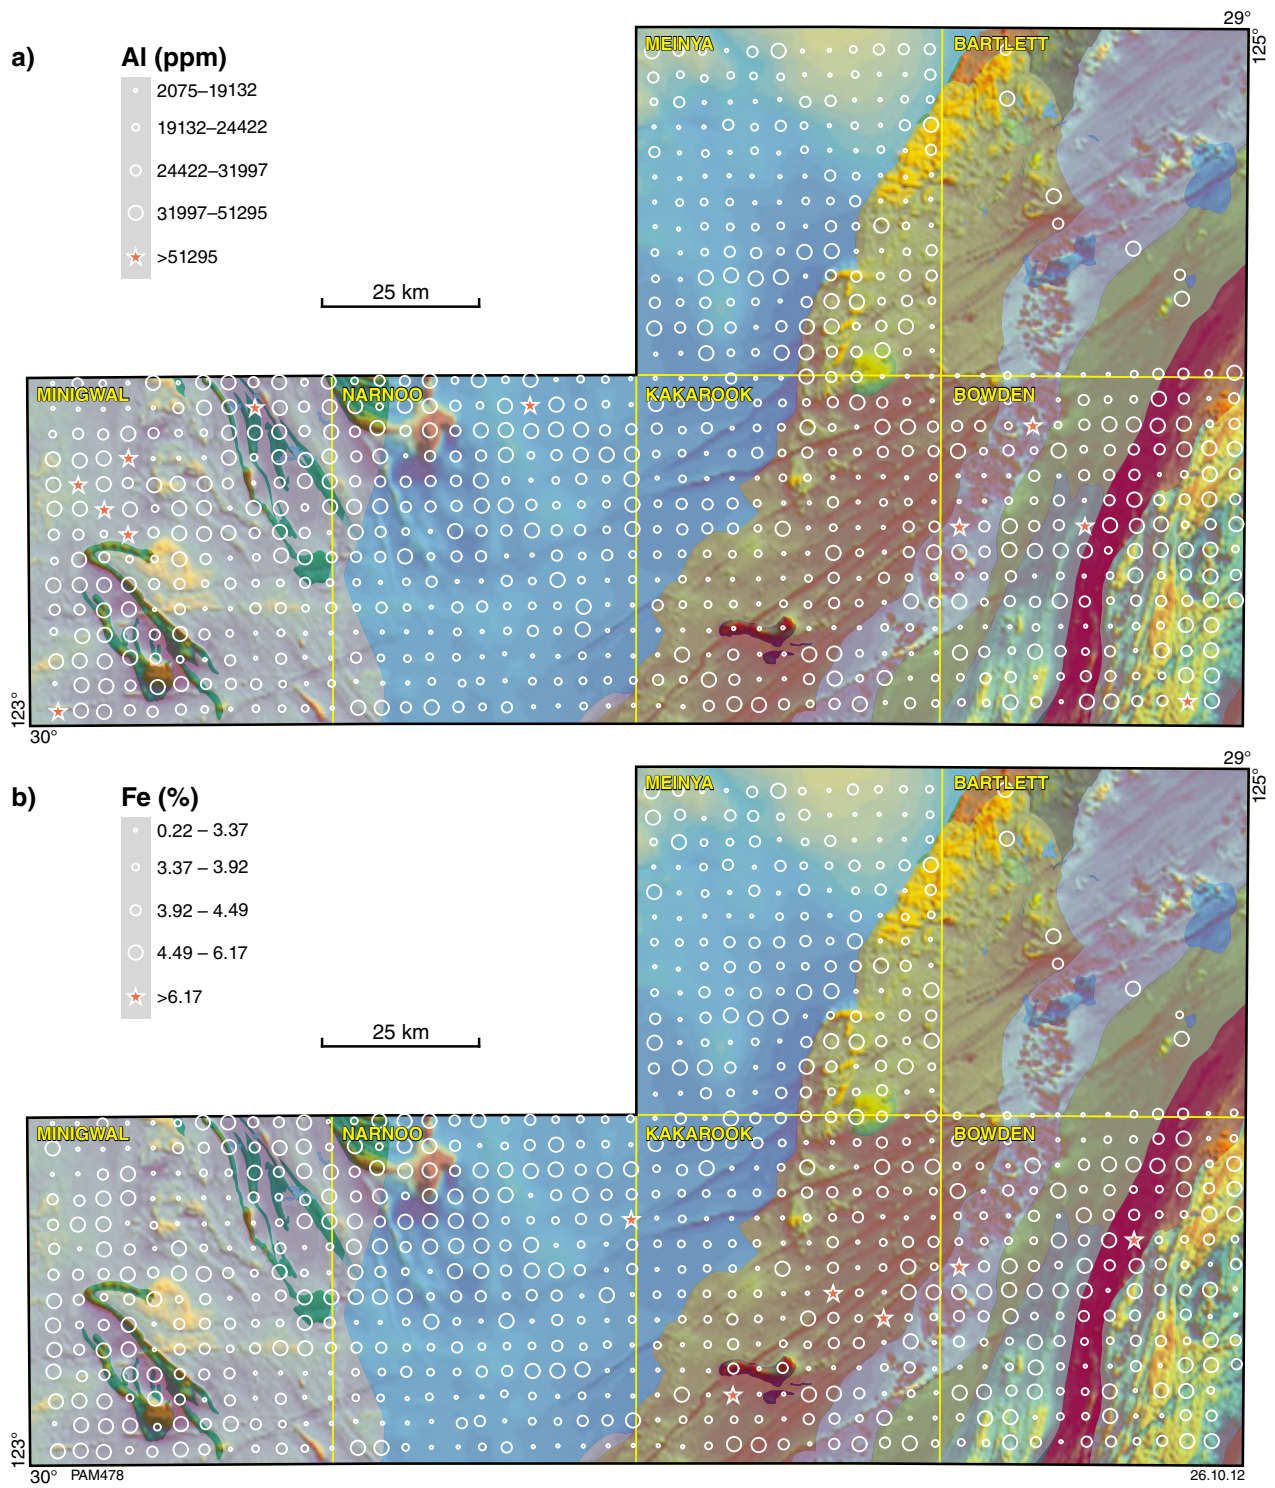 29°
125°
a)
Al (ppm)
2075–19132
19132–24422
24422–31997
31997–51295
>51295
25 km
MEINYA
BARTLETT
MINIGWAL
NARNOO
KAKAROOK
BOWDEN
123°
30°
29°
125°
b)
Fe (%)
0.22 – 3.37
3.37 – 3.92
3.92 – 4.49
4.49 – 6.17
>6.17
25 km
MEINYA
BARTLETT
MINIGWAL
NARNOO
KAKAROOK
BOWDEN
123°
30°
PAM478
26.10.12